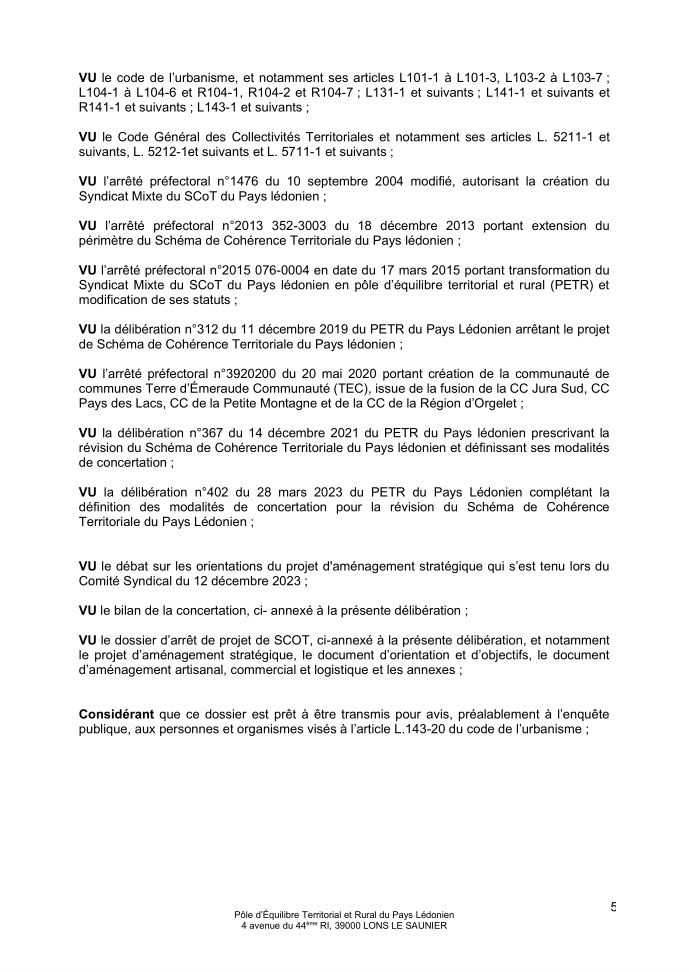 VU le code de l’urbanisme, et notamment ses articles L101-1 à L101-3, L103-2 à L103-7 ;
L104-1 à L104-6 et R104-1, R104-2 et R104-7 ; L131-1 et suivants ; L141-1 et suivants et
R141-1 et suivants ; L143-1 et suivants ;
VU le Code Général des Collectivités Territoriales et notamment ses articles L. 5211-1 et
suivants, L. 5212-1et suivants et L. 5711-1 et suivants ;
VU l’arrêté préfectoral n°1476 du 10 septembre 2004 modifié, autorisant la création du
Syndicat Mixte du SCoT du Pays lédonien ;
VU l’arrêté préfectoral n°2013 352-3003 du 18 décembre 2013 portant extension du
périmètre du Schéma de Cohérence Territoriale du Pays lédonien ;
VU l’arrêté préfectoral n°2015 076-0004 en date du 17 mars 2015 portant transformation du
Syndicat Mixte du SCoT du Pays lédonien en pôle d’équilibre territorial et rural (PETR) et
modification de ses statuts ;
VU la délibération n°312 du 11 décembre 2019 du PETR du Pays Lédonien arrêtant le projet
de Schéma de Cohérence Territoriale du Pays lédonien ;
VU l’arrêté préfectoral n°3920200 du 20 mai 2020 portant création de la communauté de
communes Terre d’Émeraude Communauté (TEC), issue de la fusion de la CC Jura Sud, CC
Pays des Lacs, CC de la Petite Montagne et de la CC de la Région d’Orgelet ;
VU la délibération n°367 du 14 décembre 2021 du PETR du Pays lédonien prescrivant la
révision du Schéma de Cohérence Territoriale du Pays lédonien et définissant ses modalités
de concertation ;
VU la délibération n°402 du 28 mars 2023 du PETR du Pays Lédonien complétant la
définition des modalités de concertation pour la révision du Schéma de Cohérence
Territoriale du Pays Lédonien ;
VU le débat sur les orientations du projet d'aménagement stratégique qui s’est tenu lors du
Comité Syndical du 12 décembre 2023 ;
VU le bilan de la concertation, ci- annexé à la présente délibération ;
VU le dossier d’arrêt de projet de SCOT, ci-annexé à la présente délibération, et notamment
le projet d’aménagement stratégique, le document d’orientation et d’objectifs, le document
d’aménagement artisanal, commercial et logistique et les annexes ;
Considérant que ce dossier est prêt à être transmis pour avis, préalablement à l’enquête
publique, aux personnes et organismes visés à l’article L.143-20 du code de l’urbanisme ;
5
Pôle d’Équilibre Territorial et Rural du Pays Lédonien
4 avenue du 44ème RI, 39000 LONS LE SAUNIER